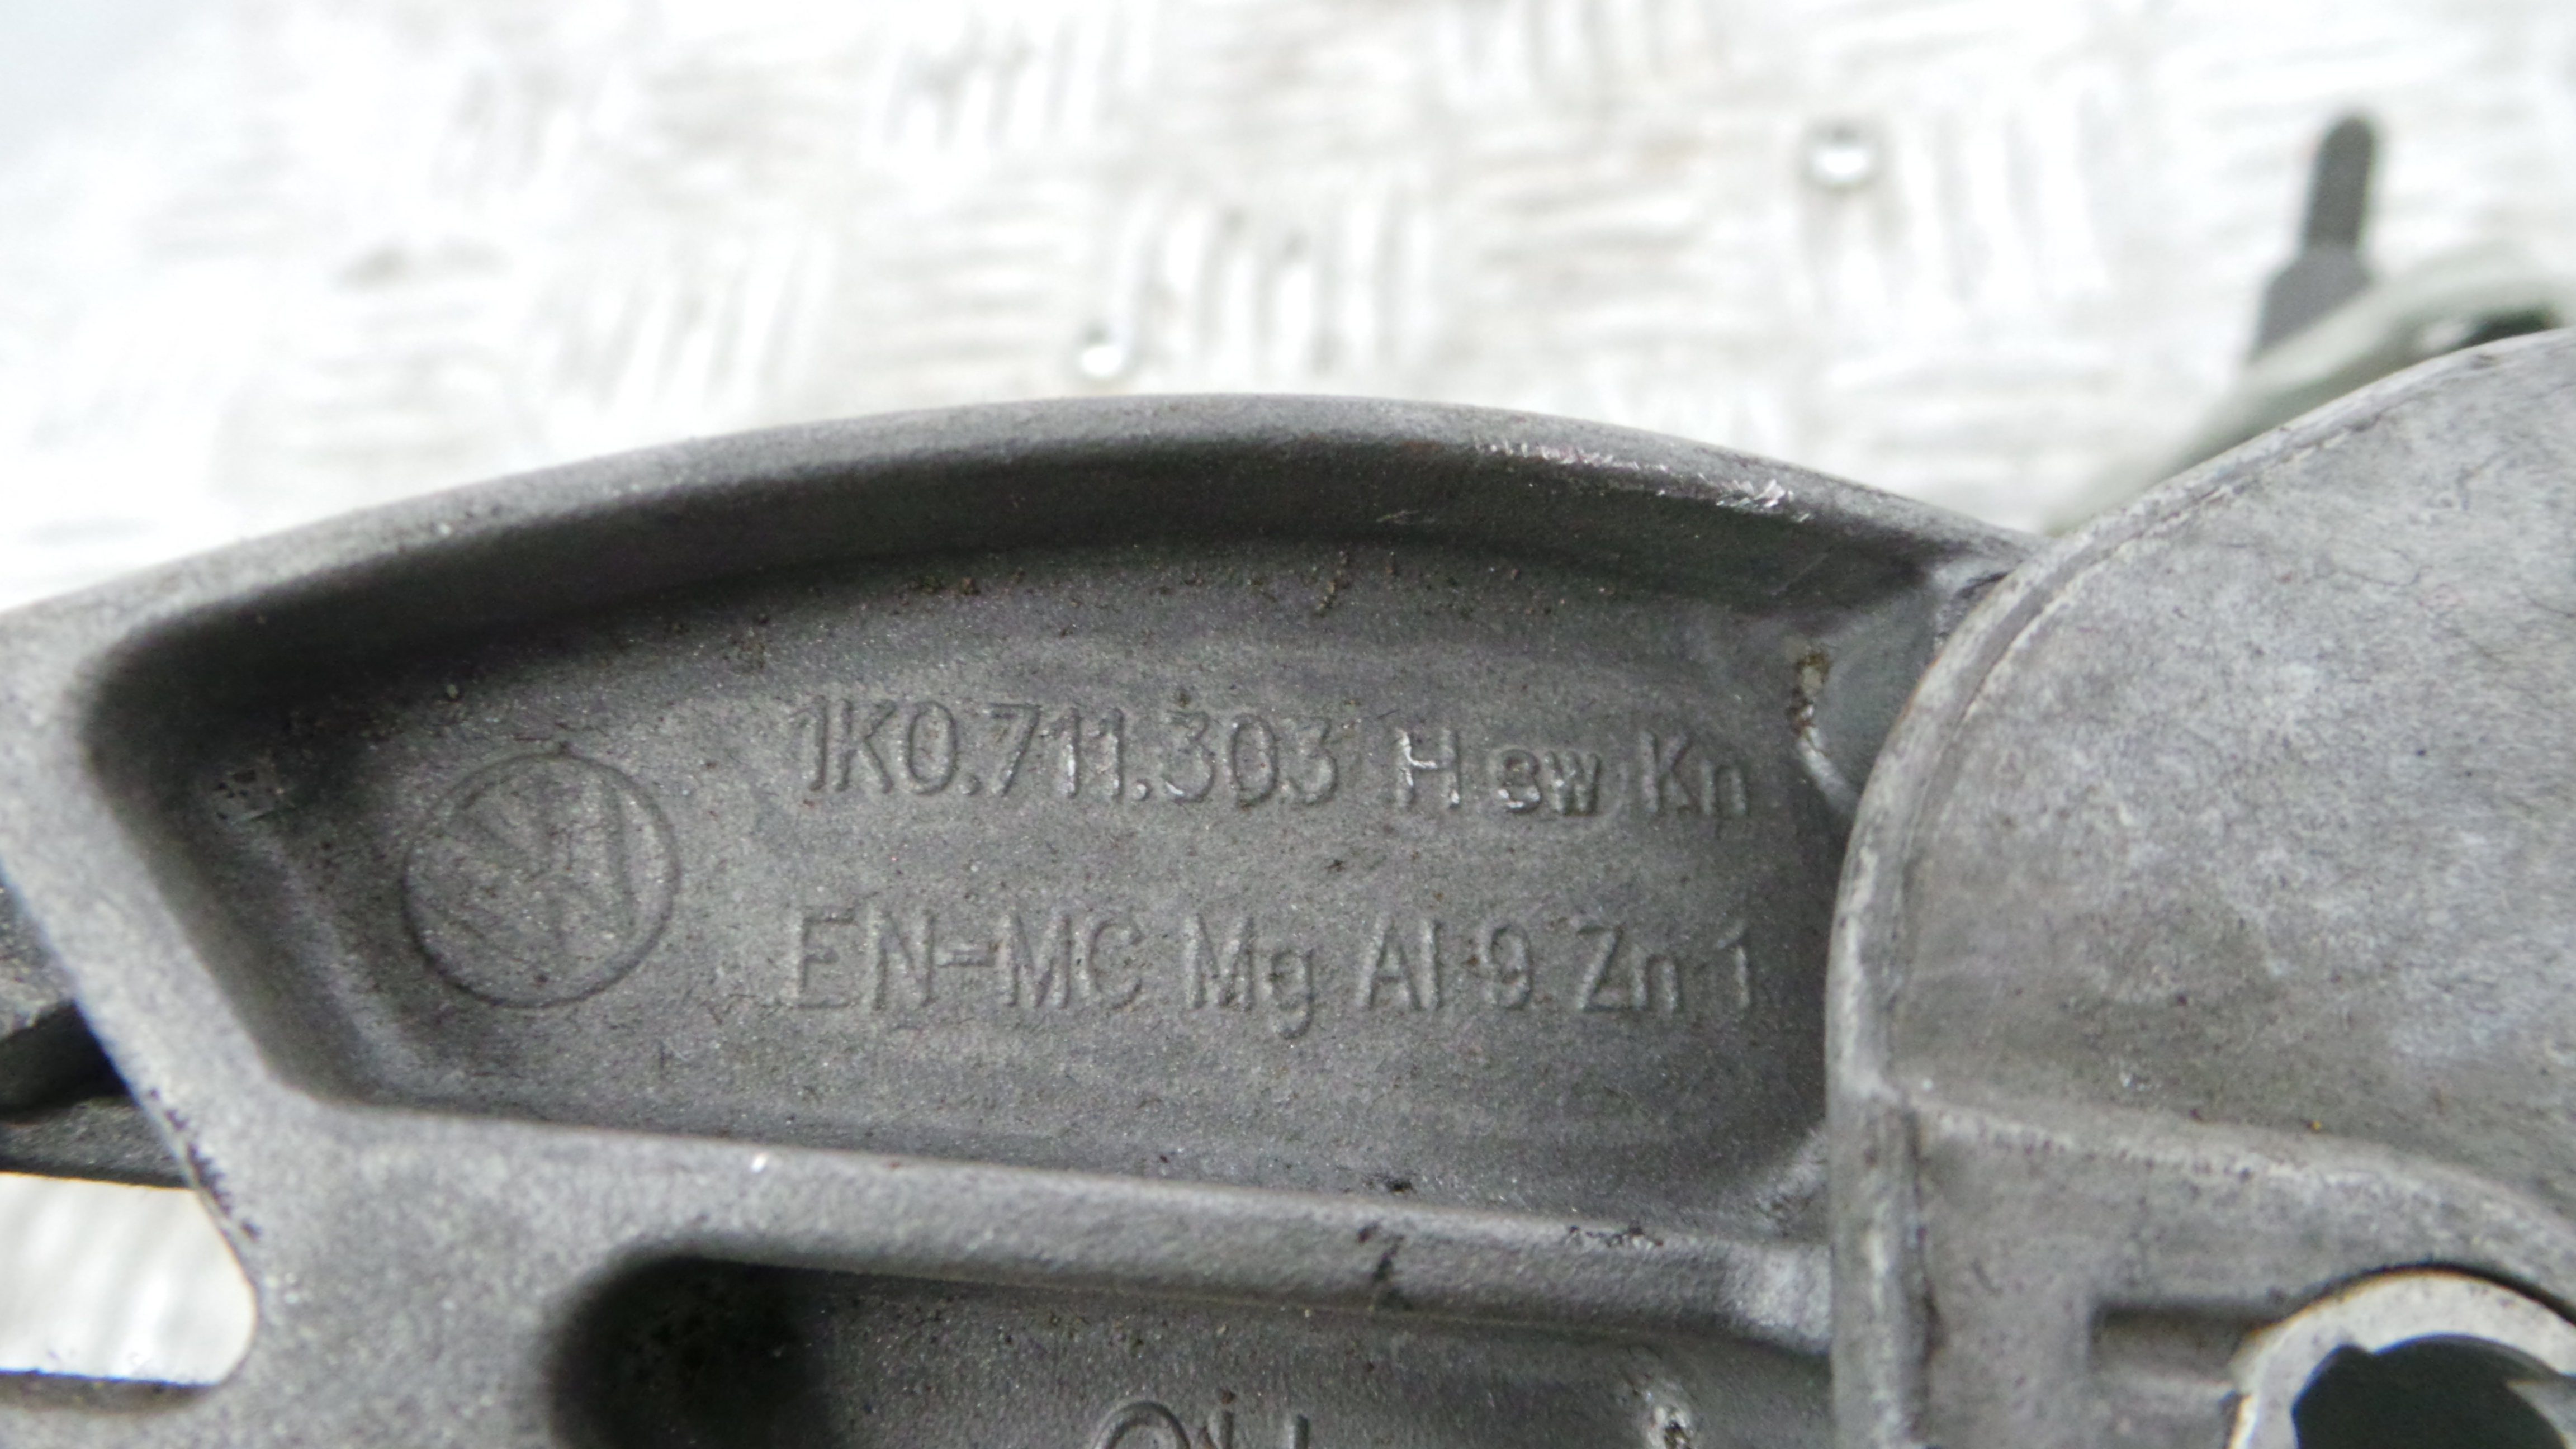 1K0.711.303 H sw Kn
EN-MC Mg Al 9 Zn 1